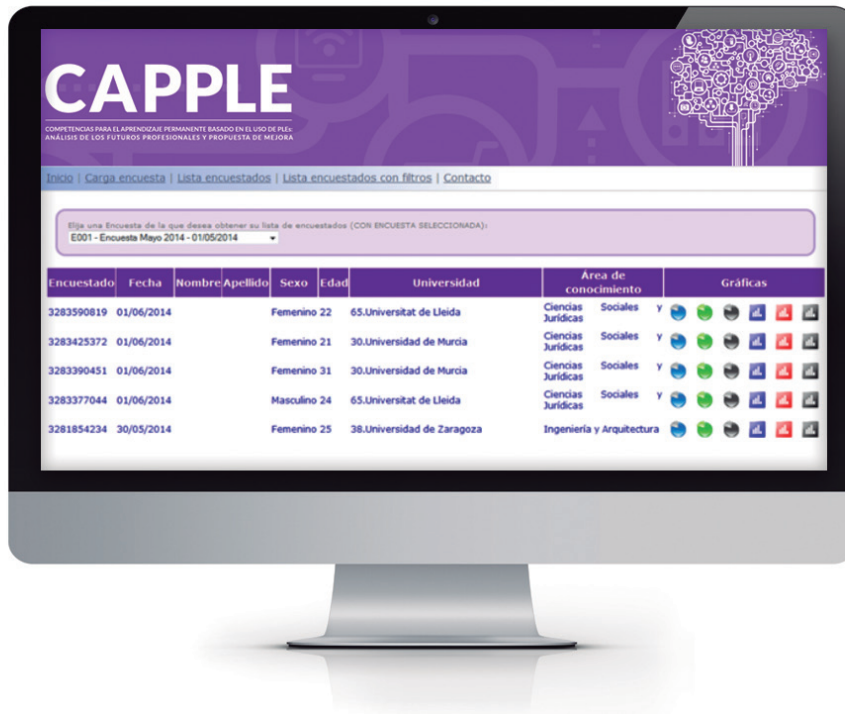 CAPPLE
COMPETENCIAS PARA EL APRENDIZAJE PERMANENTE BASADO EN EL USO DE PLEs:
ANÁLISIS DE LOS FUTUROS PROFESIONALES Y PROPUESTA DE MEJORA
Inicio | Carga encuesta | Lista encuestados | Lista encuestados con filtros | Contacto
Elija una Encuesta de la que desea obtener su lista de encuestados (CON ENCUESTA SELECCIONADA):
E001 - Encuesta Mayo 2014 - 01/05/2014
Encuestado Fecha Nombre Apellido Sexo Edad Universidad Área de conocimiento Gráficas
3283590819 01/06/2014 Femenino 22 65.Universitat de Lleida Ciencias Sociales y Jurídicas
3283425372 01/06/2014 Femenino 21 30.Universidad de Murcia Ciencias Sociales y Jurídicas
3283390451 01/06/2014 Femenino 31 30.Universidad de Murcia Ciencias Sociales y Jurídicas
3283377044 01/06/2014 Masculino 24 65.Universitat de Lleida Ciencias Sociales y Jurídicas
3281854234 30/05/2014 Femenino 25 38.Universidad de Zaragoza Ingeniería y Arquitectura